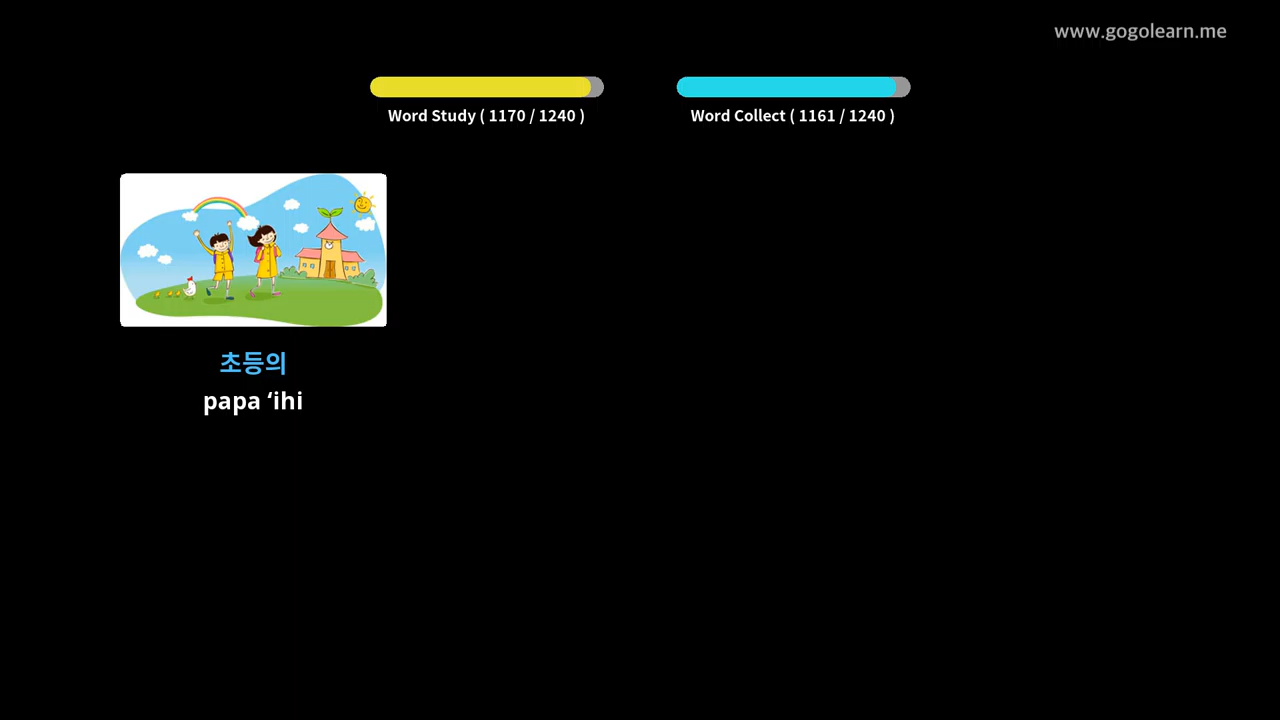 www.gogolearn.me
Word Study ( 1170 / 1240 )
Word Collect ( 1161 / 1240 )
초등의
papa ‘ihi